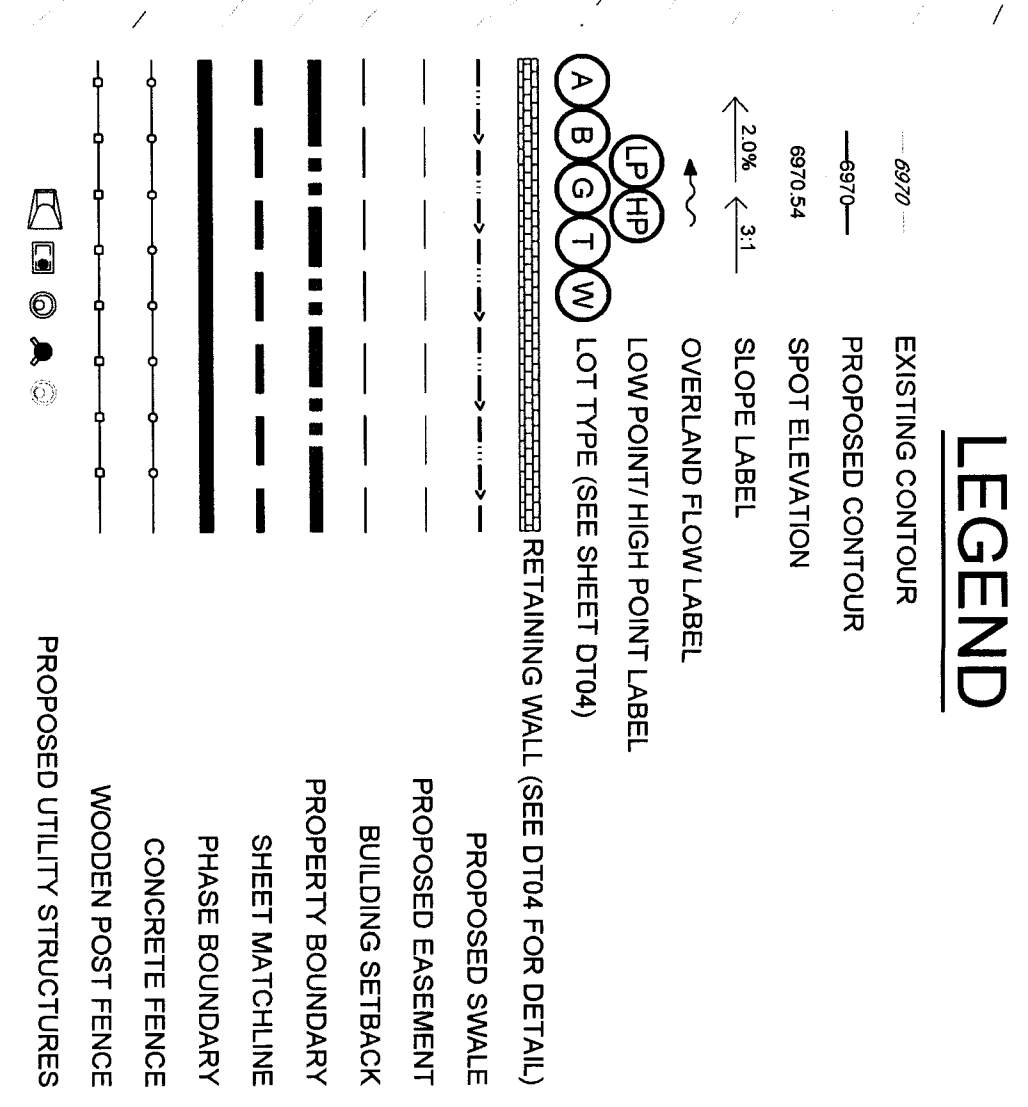 LEGEND
6970 EXISTING CONTOUR
6970 PROPOSED CONTOUR
6970.54 SPOT ELEVATION
2.0% 3:1 SLOPE LABEL
OVERLAND FLOW LABEL
LP HP LOW POINT/ HIGH POINT LABEL
A B G T W LOT TYPE (SEE SHEET DT04)
RETAINING WALL (SEE DT04 FOR DETAIL)
PROPOSED SWALE
PROPOSED EASEMENT
BUILDING SETBACK
PROPERTY BOUNDARY
SHEET MATCHLINE
PHASE BOUNDARY
CONCRETE FENCE
WOODEN POST FENCE
PROPOSED UTILITY STRUCTURES